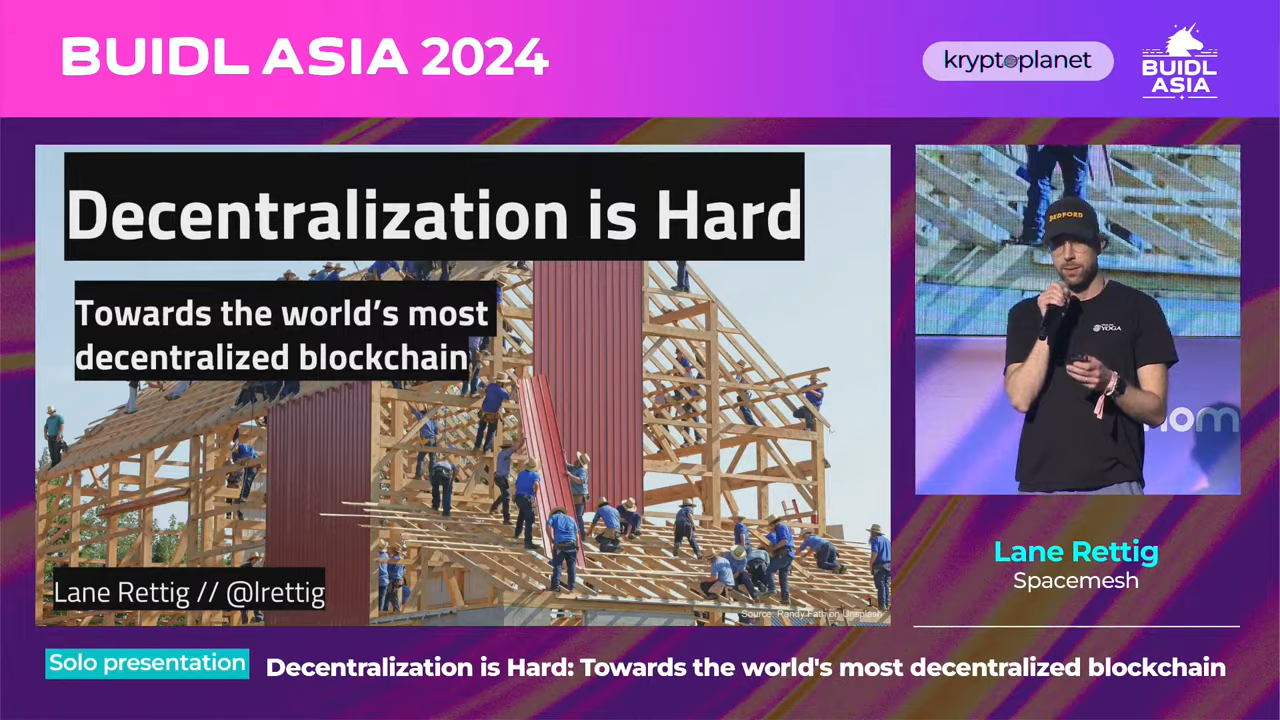 BUIDL ASIA 2024
kryptoplanet
BUIDL
ASIA
Decentralization is Hard
Towards the world's most
decentralized blockchain
Lane Rettig // @lrettig
Source: Randy Fath on Unsplash
BEDFORD
YOGA
nom
Lane Rettig
Spacemesh
Solo presentation
Decentralization is Hard: Towards the world's most decentralized blockchain